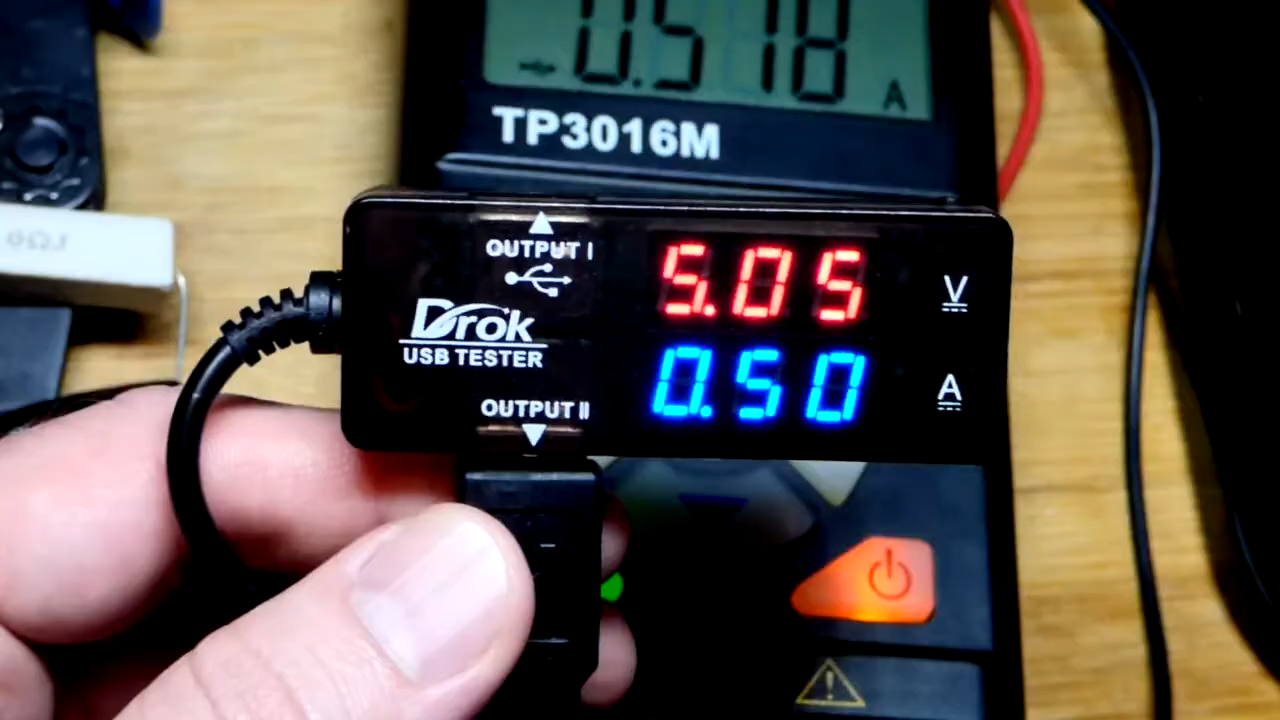 0.518
A
TP3016M
OUTPUT I
5.05 V
Drok
USB TESTER
0.50 A
OUTPUT II